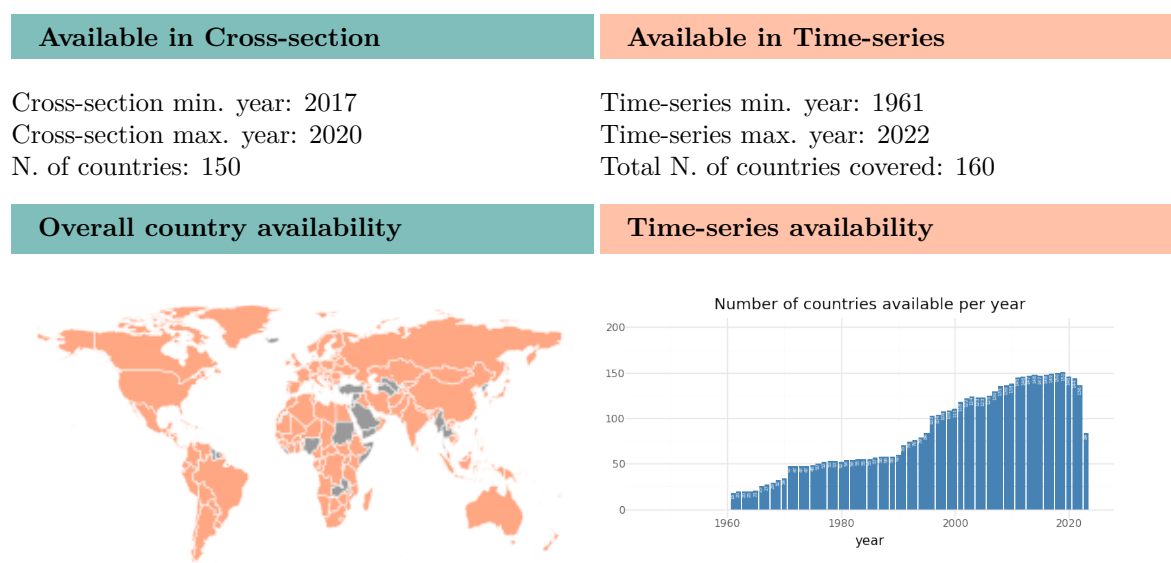 Available in Cross-section
Available in Time-series
Cross-section min. year: 2017
Cross-section max. year: 2020
N. of countries: 150
Time-series min. year: 1961
Time-series max. year: 2022
Total N. of countries covered: 160
Overall country availability
Time-series availability
Number of countries available per year
200
150
100
50
0
1960
1980
2000
2020
year